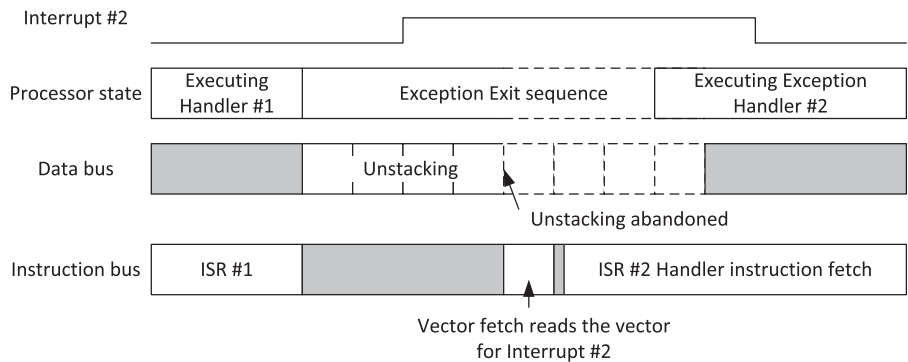 Interrupt #2
Processor state
Executing
Handler #1
Exception Exit sequence
Executing Exception
Handler #2
Data bus
Unstacking
Unstacking abandoned
Instruction bus
ISR #1
ISR #2 Handler instruction fetch
Vector fetch reads the vector
for Interrupt #2